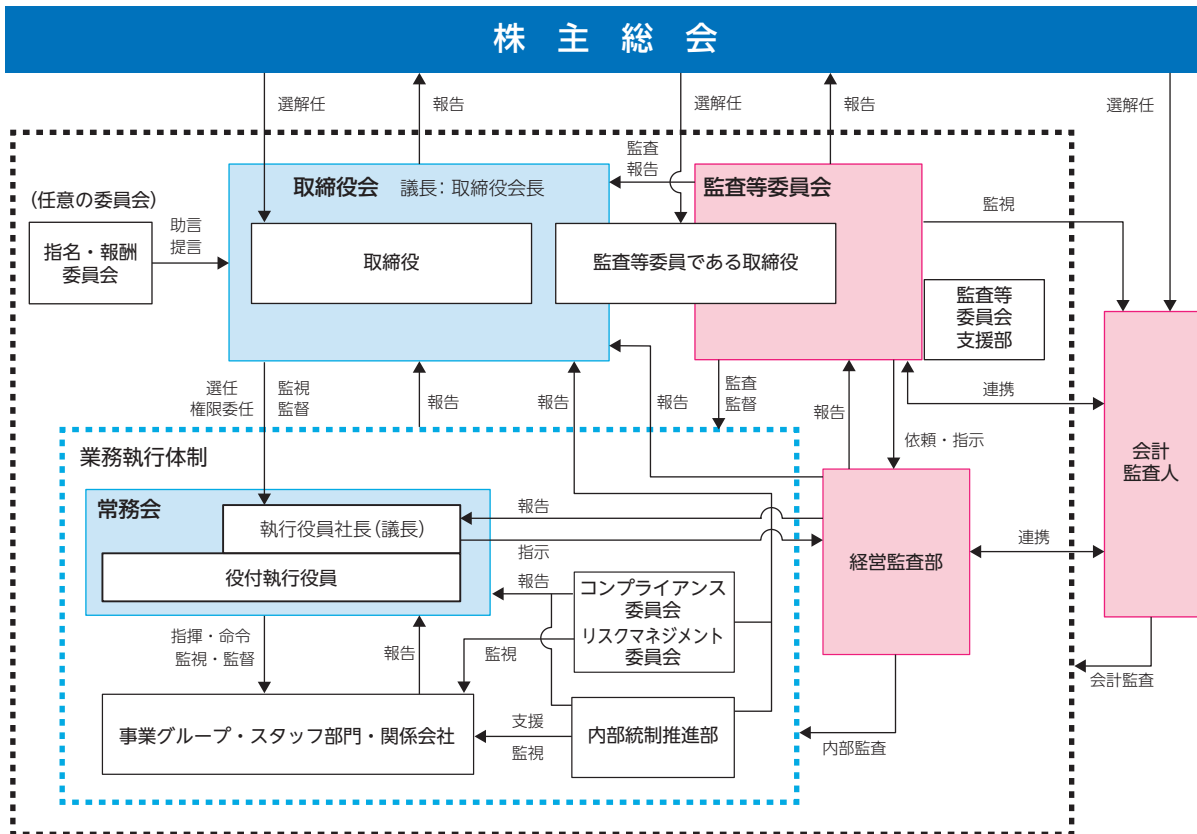 株主総会
選解任
報告
選解任
報告
選解任
監査
報告
取締役会 議長：取締役会長
監査等委員会
(任意の委員会)
指名・報酬
委員会
助言
提言
取締役
監査等委員である取締役
監視
監査等
委員会
支援部
選任
権限委任
監視
監督
報告
報告
報告
監査
監督
報告
依頼・指示
連携
会計
監査人
業務執行体制
常務会
執行役員社長(議長)
役付執行役員
報告
指示
経営監査部
連携
報告
コンプライアンス
委員会
リスクマネジメント
委員会
指揮・命令
監視・監督
報告
監視
会計監査
事業グループ・スタッフ部門・関係会社
支援
監視
内部統制推進部
内部監査